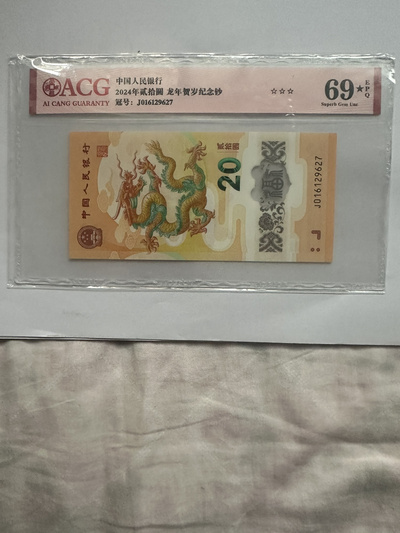 ACG
AI CANG GUARANTY
中国人民银行
2024年贰拾圆 龙年贺岁纪念钞
冠号: J016129627
☆☆☆
69★
EPQ
Superb Gem Unc
中国人民银行
20
贰拾圆
J016129627